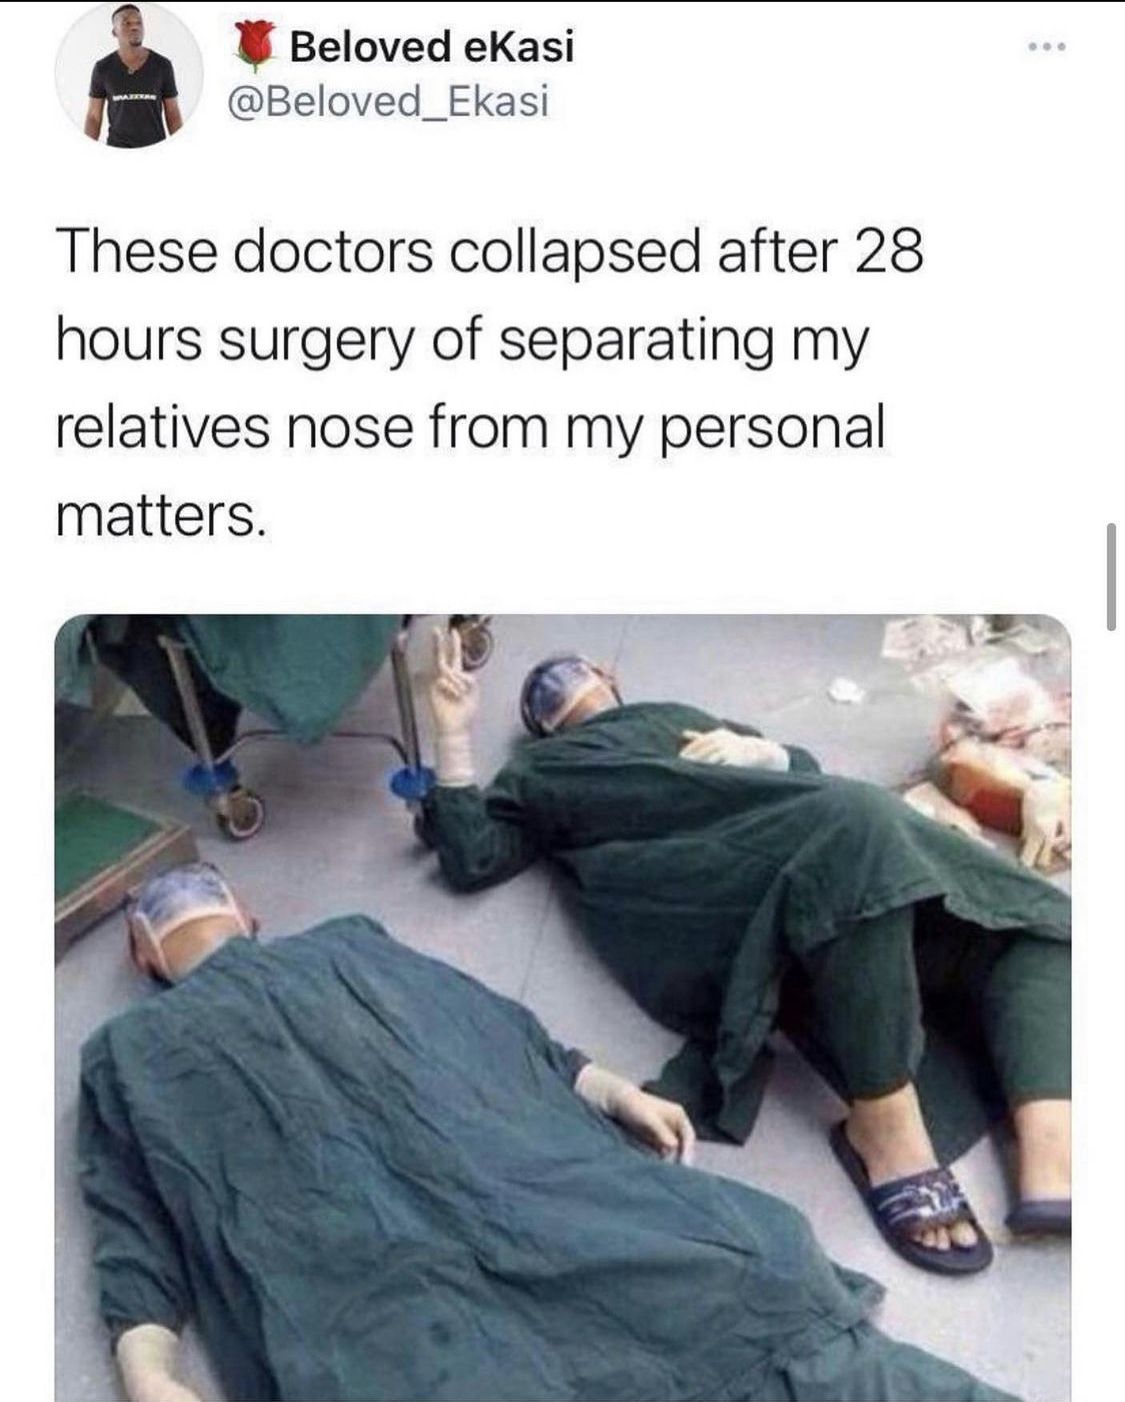 🌹 Beloved eKasi
@Beloved_Ekasi
These doctors collapsed after 28
hours surgery of separating my
relatives nose from my personal
matters.